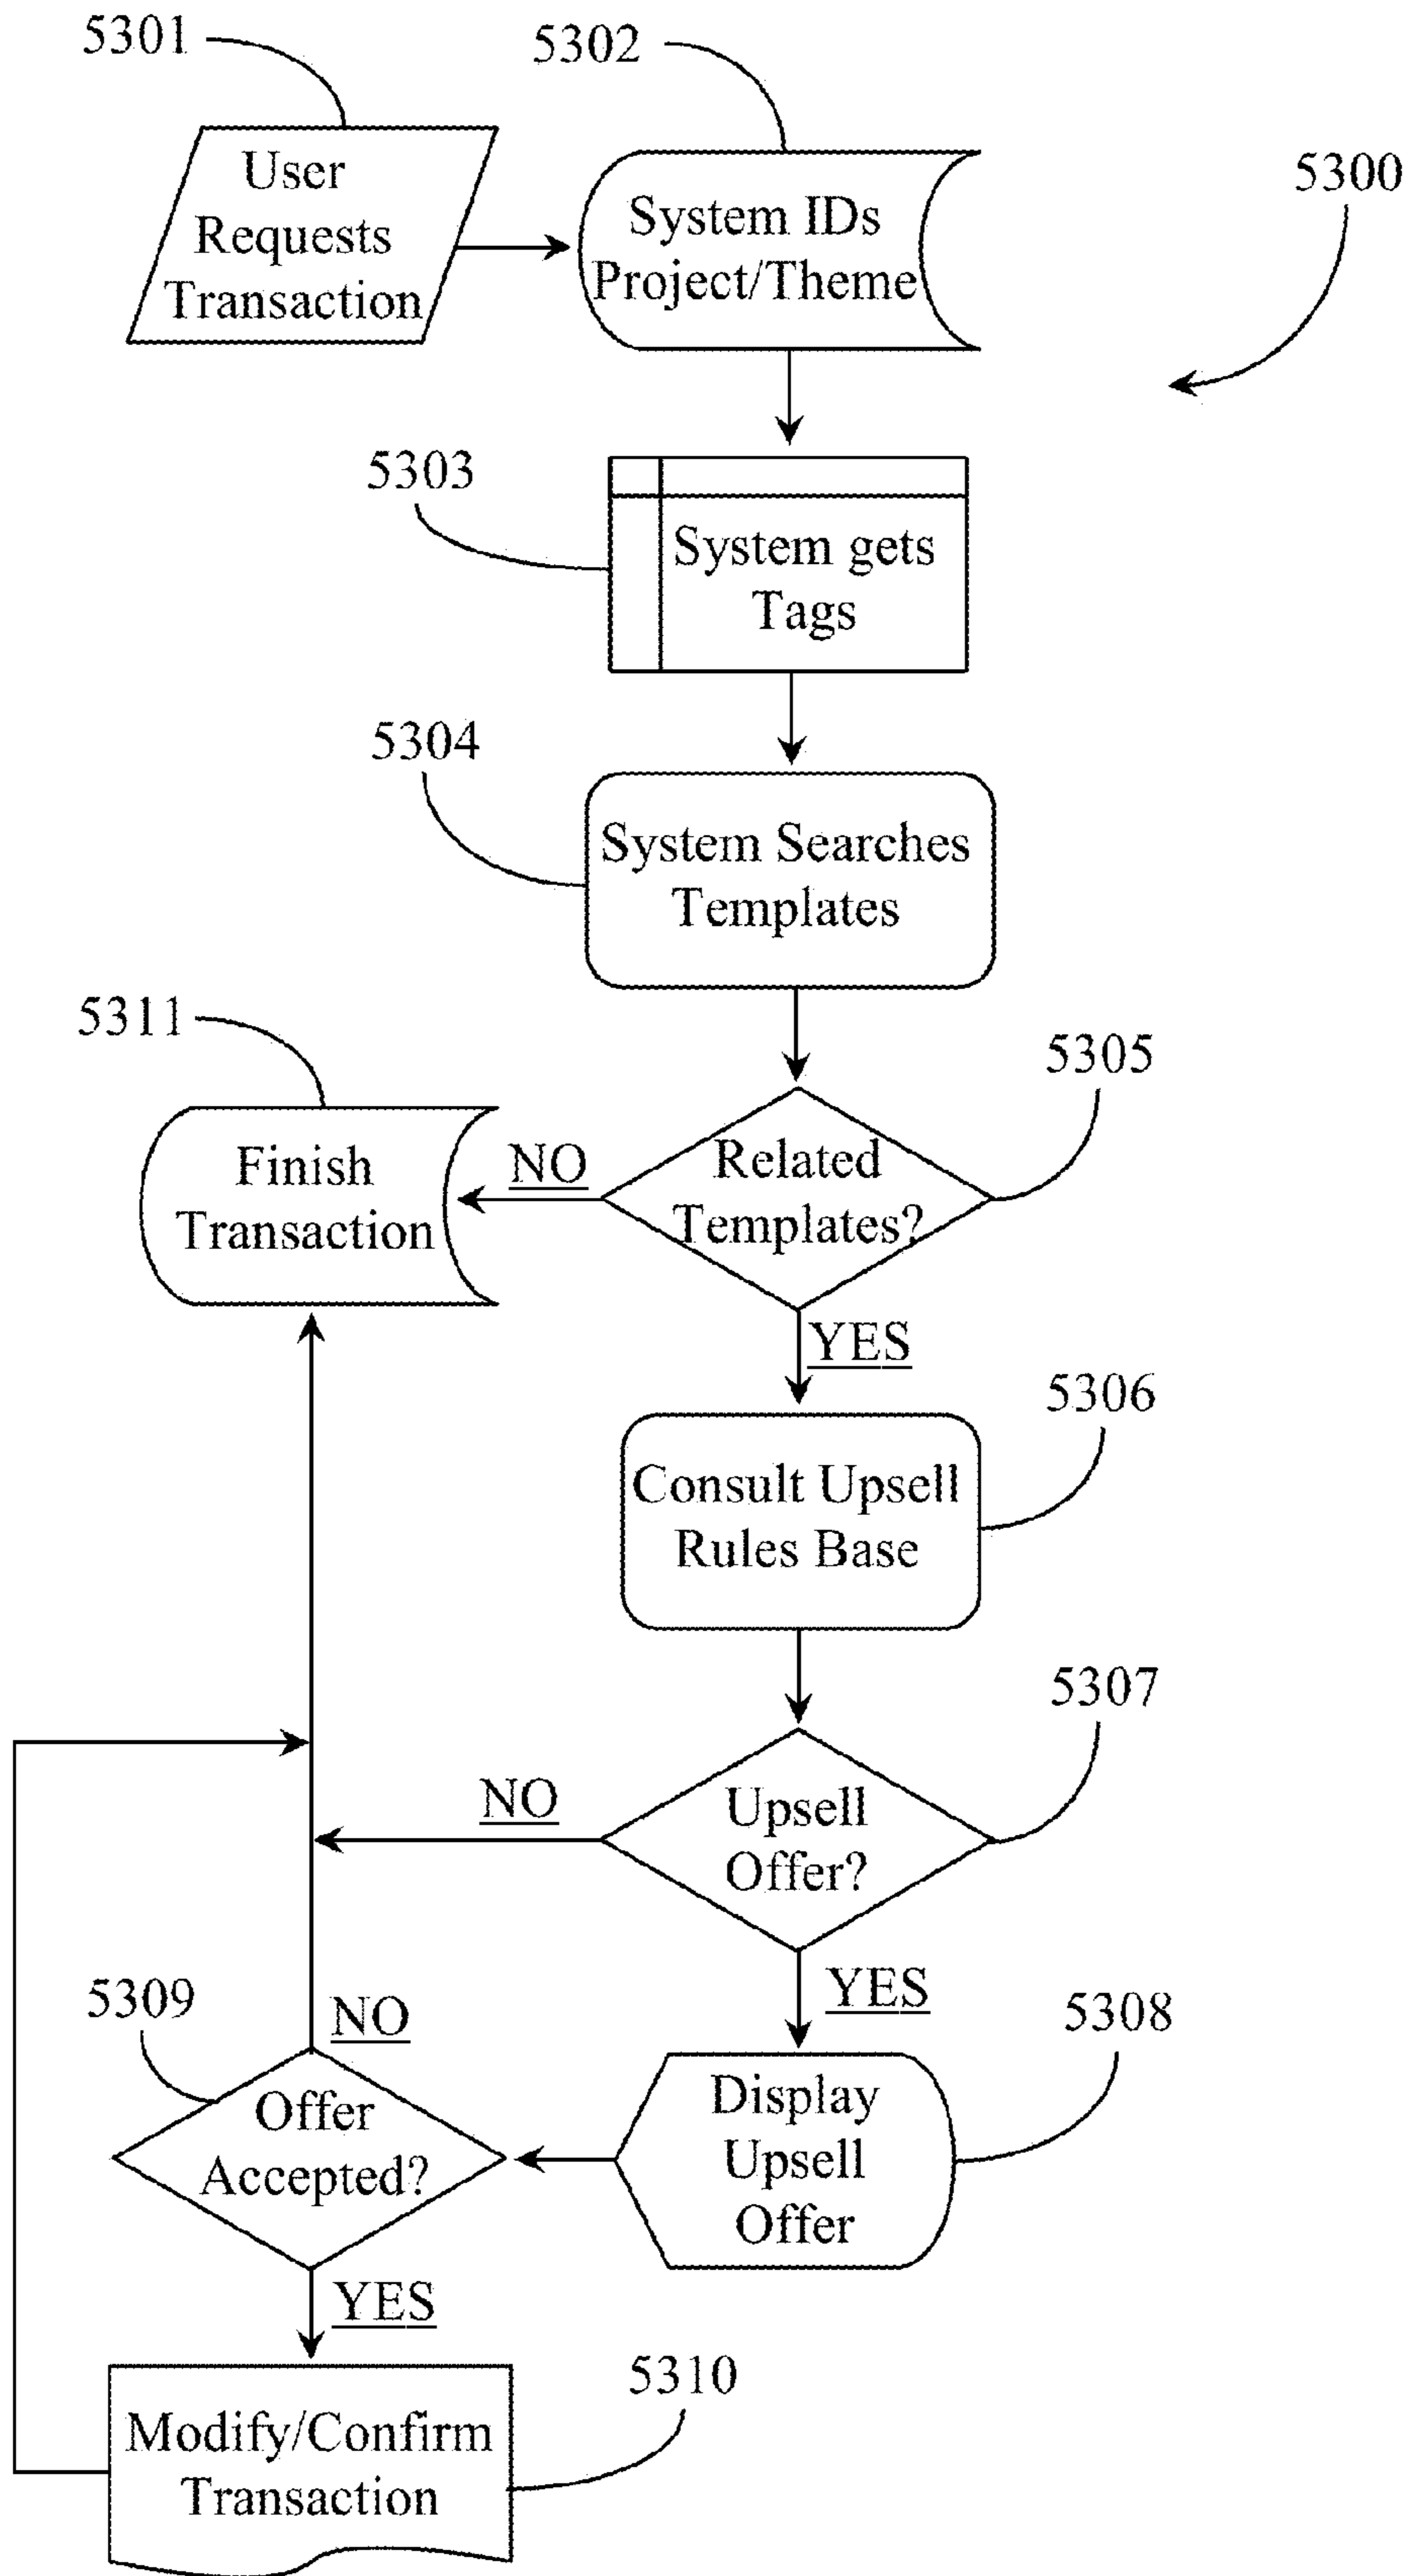 5301
5302
5300
User
Requests
Transaction
System IDs
Project/Theme
5303
System gets
Tags
5304
System Searches
Templates
5311
5305
Finish
Transaction
NO
Related
Templates?
YES
5306
Consult Upsell
Rules Base
5307
NO
Upsell
Offer?
YES
5309
NO
5308
Offer
Accepted?
Display
Upsell
Offer
YES
5310
Modify/Confirm
Transaction